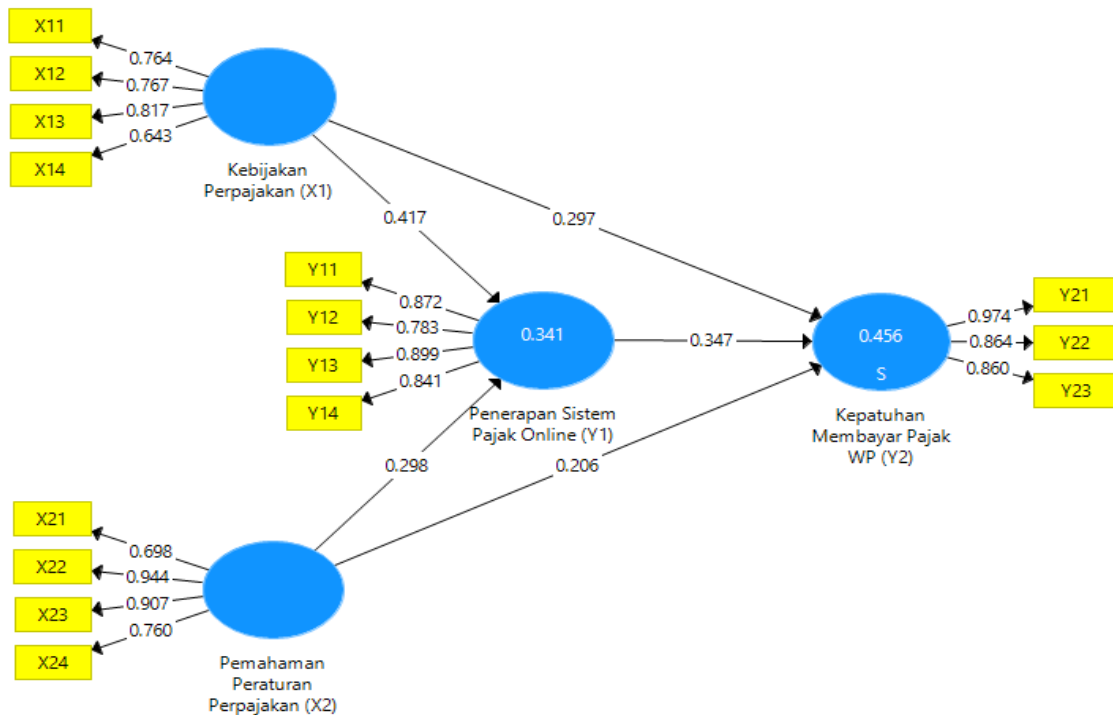 X11
0.764
X12
0.767
X13
0.817
X14
0.643
Kebijakan
Perpajakan (X1)
0.417
0.297
Y11
0.872
Y12
0.783
Y13
0.899
Y14
0.841
0.341
Penerapan Sistem
Pajak Online (Y1)
0.347
0.456
S
Kepatuhan
Membayar Pajak
WP (Y2)
0.974
Y21
0.864
Y22
0.860
Y23
0.298
0.206
X21
0.698
X22
0.944
X23
0.907
X24
0.760
Pemahaman
Peraturan
Perpajakan (X2)